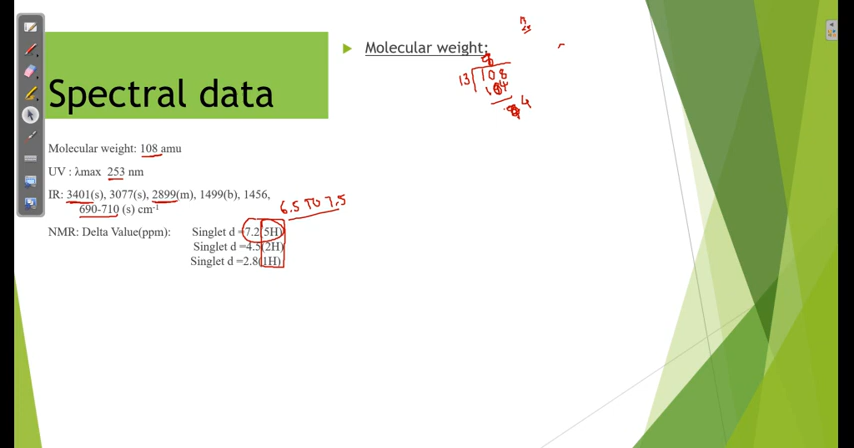 Molecular weight:
13 108
104
4
Spectral data
Molecular weight: 108 amu
UV : λmax 253 nm
IR: 3401(s), 3077(s), 2899(m), 1499(b), 1456,
690-710 (s) cm-1
6.5 TO 7.5
NMR: Delta Value(ppm): Singlet d =7.2(5H)
Singlet d =4.5(2H)
Singlet d =2.8(1H)